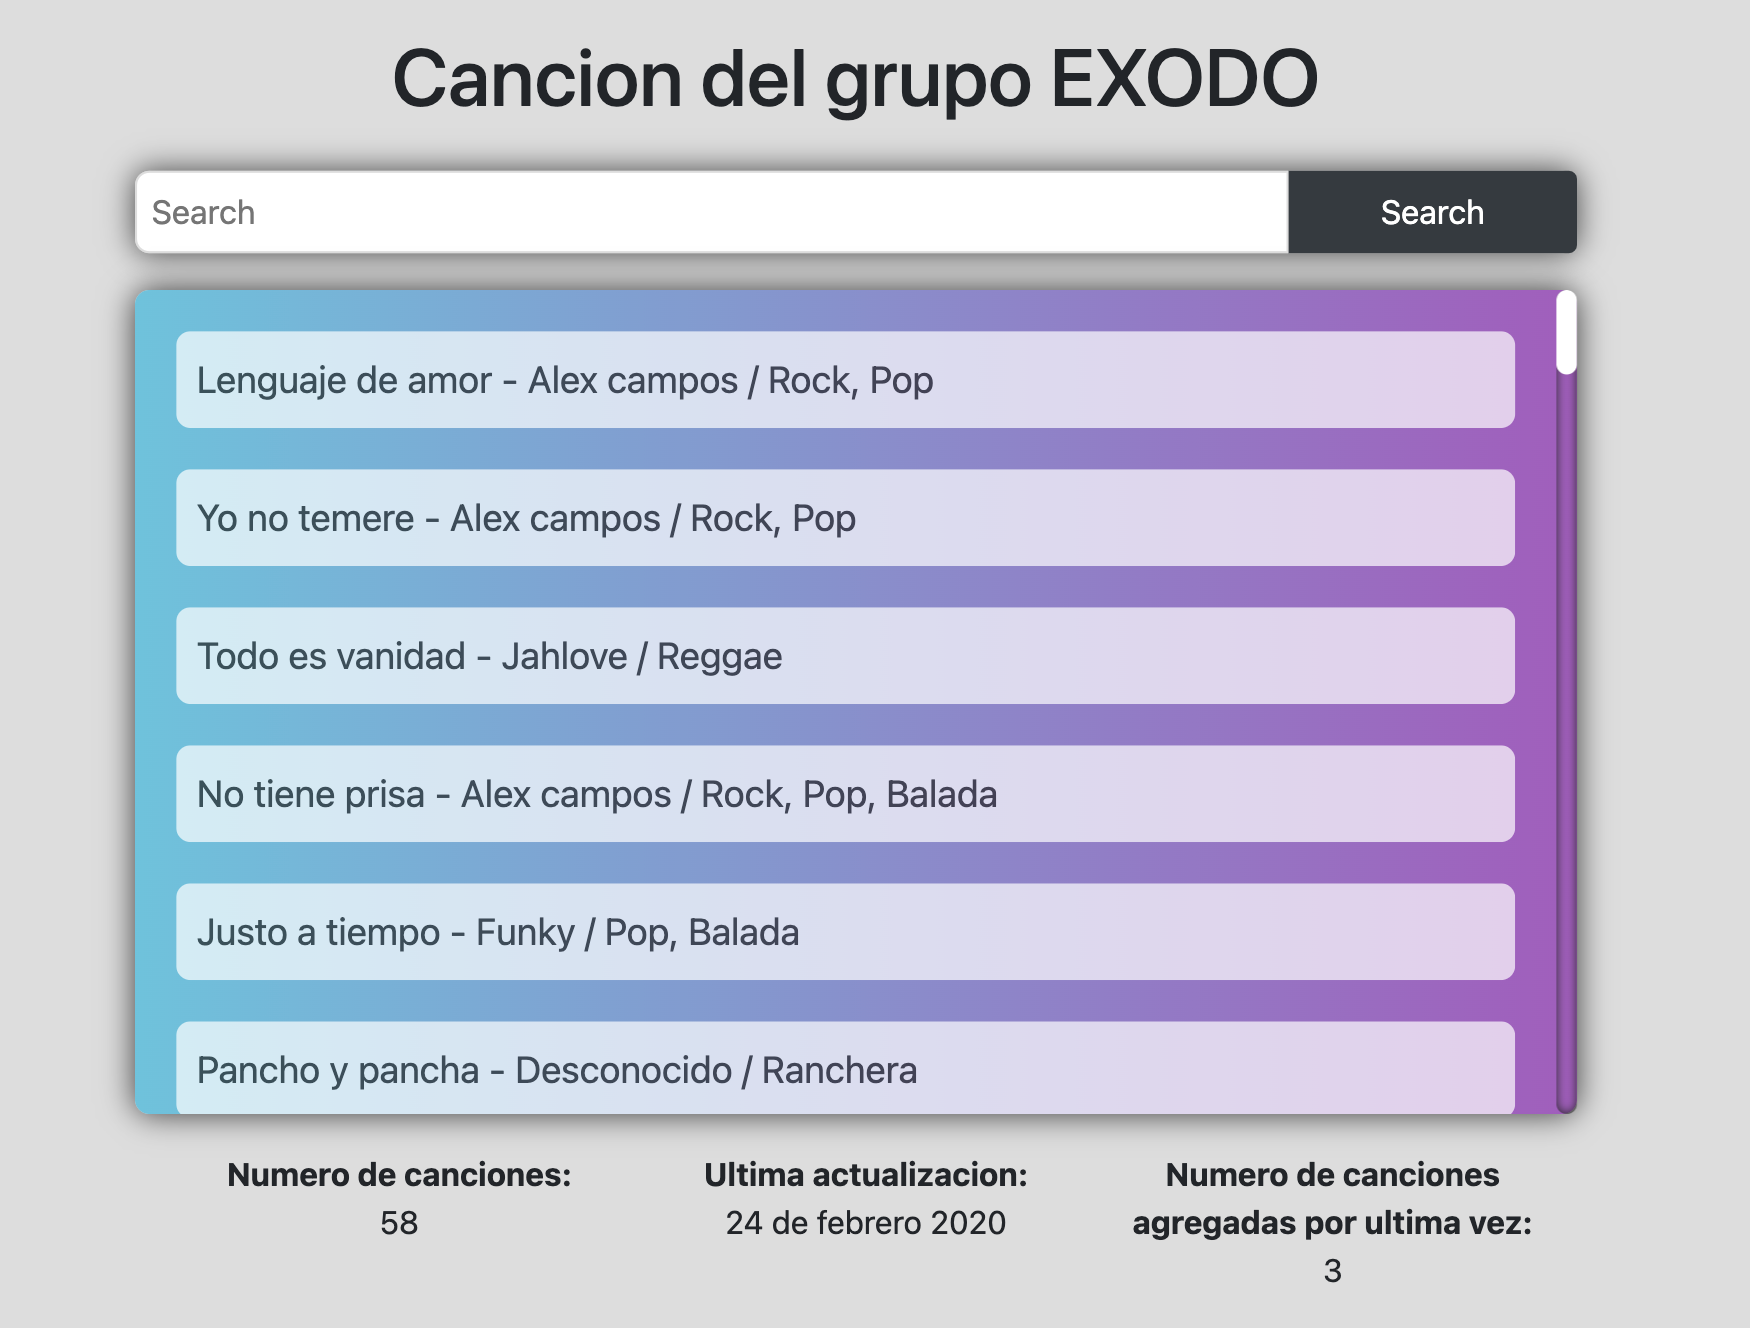 Cancion del grupo EXODO
Search
Search
Lenguaje de amor - Alex campos / Rock, Pop
Yo no temere - Alex campos / Rock, Pop
Todo es vanidad - Jahlove / Reggae
No tiene prisa - Alex campos / Rock, Pop, Balada
Justo a tiempo - Funky / Pop, Balada
Pancho y pancha - Desconocido / Ranchera
Numero de canciones:
58
Ultima actualizacion:
24 de febrero 2020
Numero de canciones
agregadas por ultima vez:
3